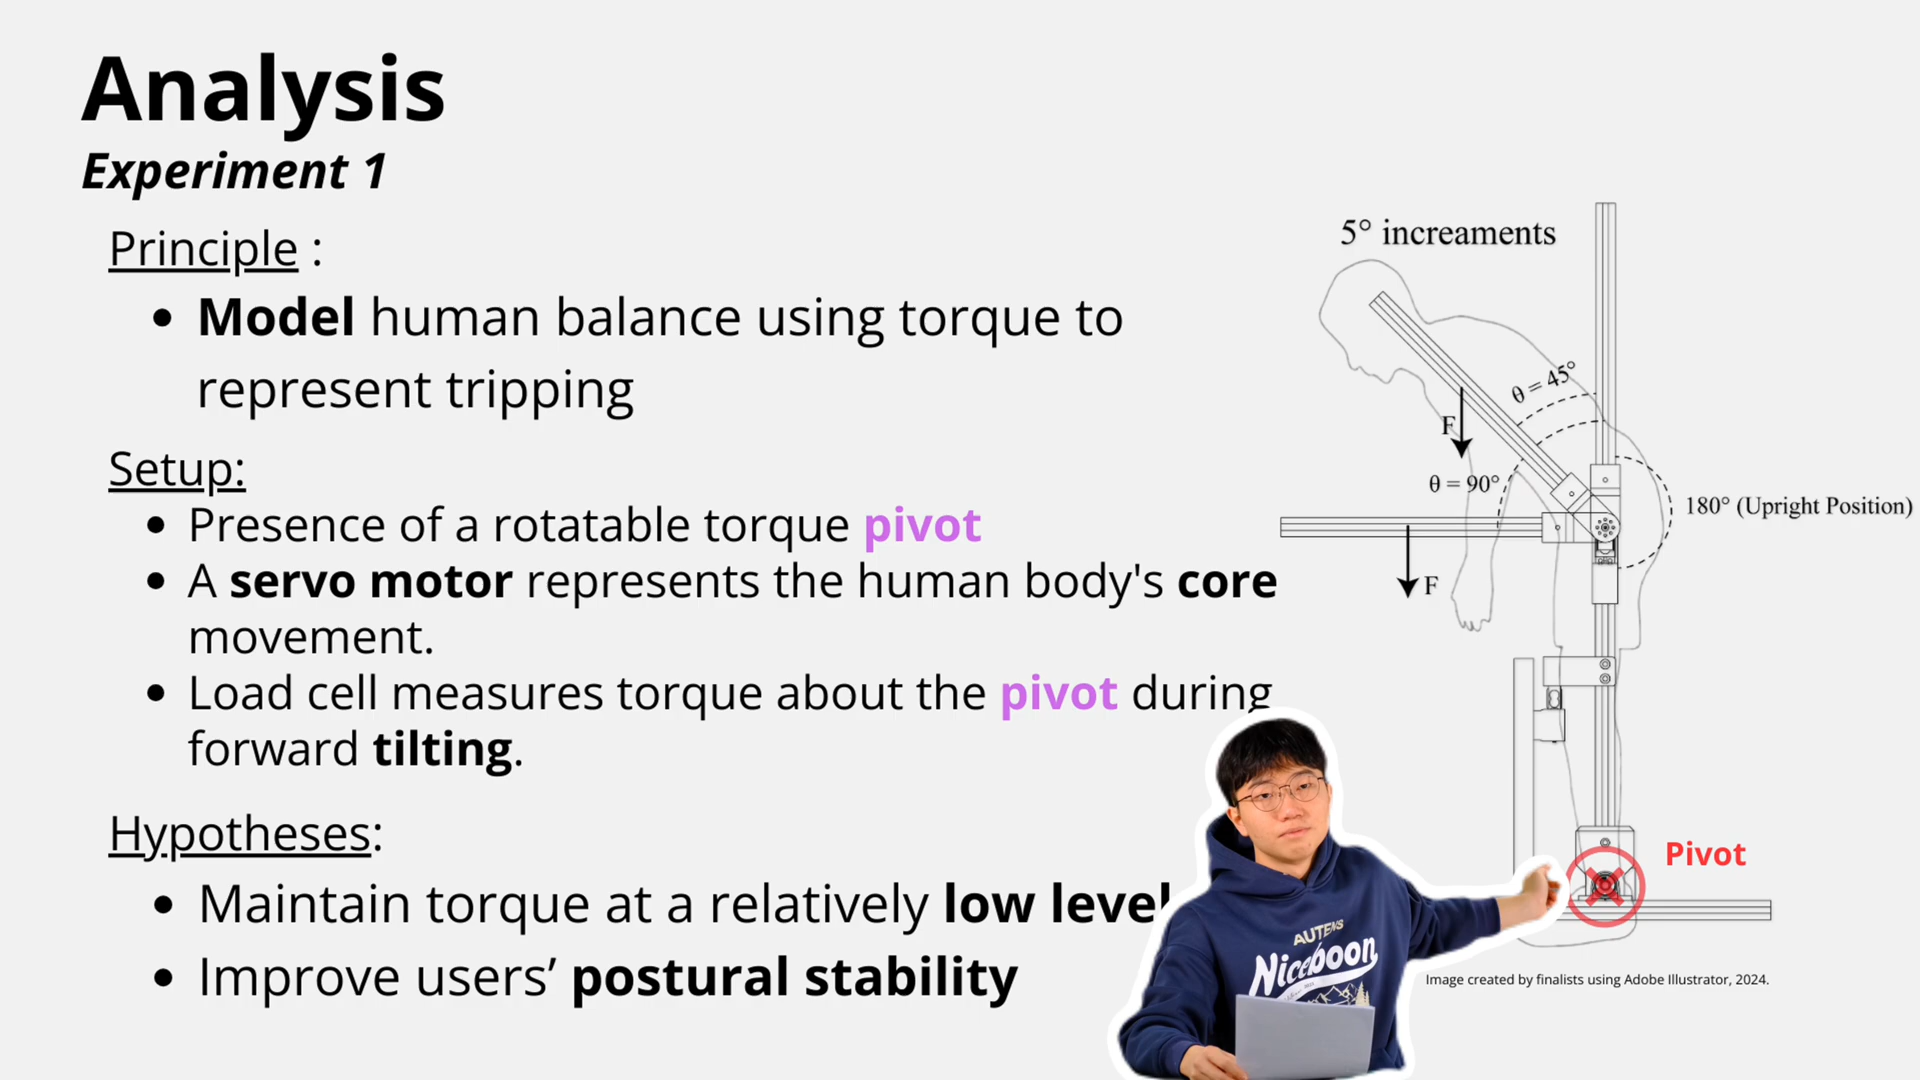 Analysis
Experiment 1
Principle :
• Model human balance using torque to
represent tripping
Setup:
• Presence of a rotatable torque pivot
• A servo motor represents the human body's core
movement.
• Load cell measures torque about the pivot during
forward tilting.
Hypotheses:
• Maintain torque at a relatively low level
• Improve users’ postural stability
5° increaments
θ = 45°
F
θ = 90°
180° (Upright Position)
F
Pivot
AUTENS
Niceboon
Image created by finalists using Adobe Illustrator, 2024.